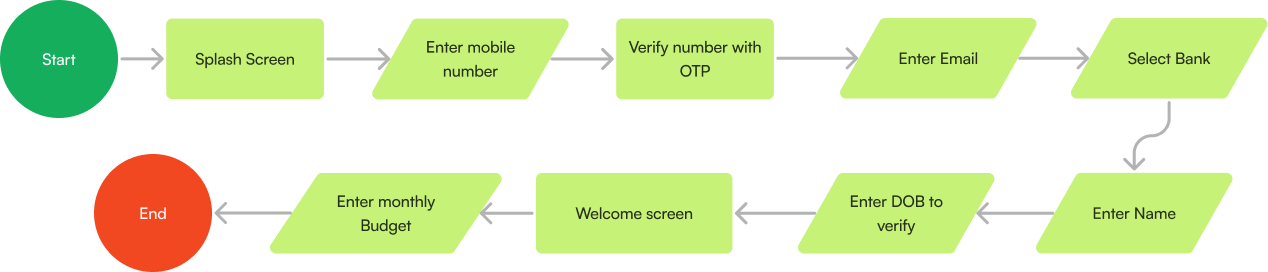 Start
Splash Screen
Enter mobile
number
Verify number with
OTP
Enter Email
Select Bank
Enter Name
Enter DOB to
verify
Welcome screen
Enter monthly
Budget
End